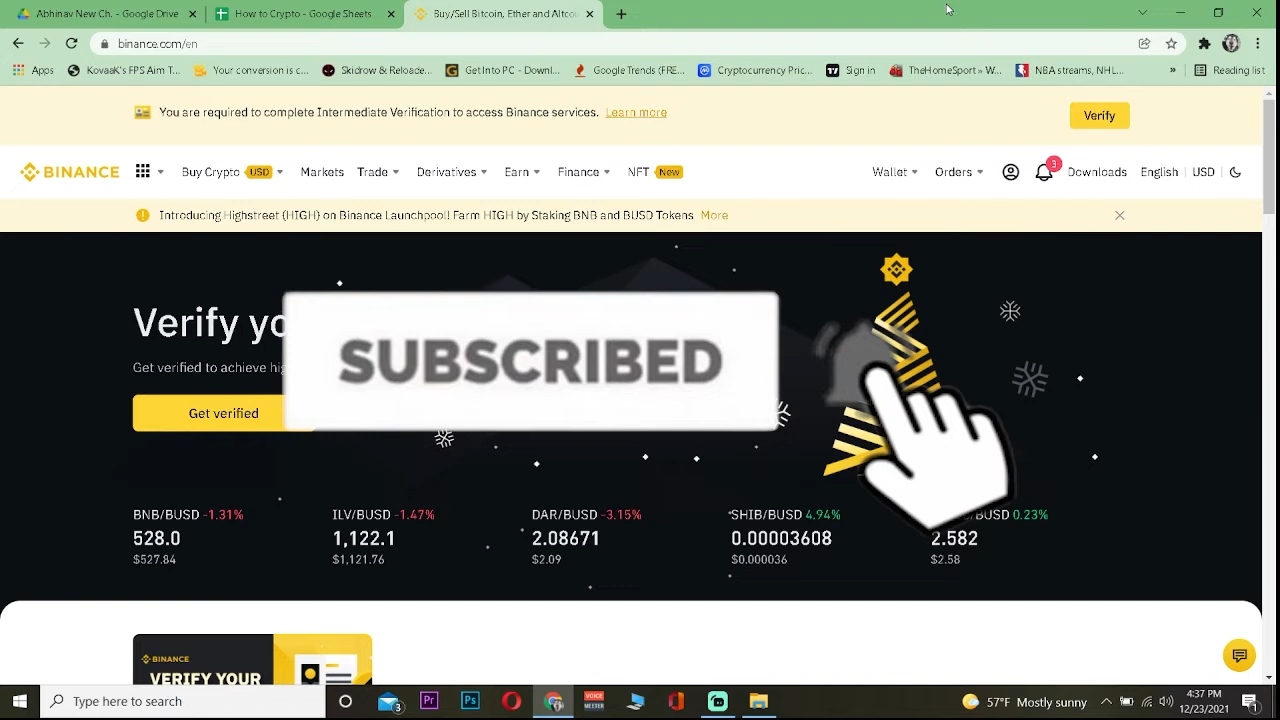 Abhinav New Ch. - Google Drive
How to Crypto - Google Sheets
Buy/Sell Bitcoin, Ether and Altcoi
binance.com/en
Apps
KovaaK's FPS Aim T...
Your conversion is c...
Skidrow & Reloade...
Get Into PC - Downl...
Google Trends (FRE...
Cryptocurrency Pric...
Sign in
TheHomeSport » W...
NBA streams, NHL...
»
Reading list
You are required to complete Intermediate Verification to access Binance services. Learn more
Verify
BINANCE
Buy Crypto USD
Markets
Trade
Derivatives
Earn
Finance
NFT New
Wallet
Orders
3
Downloads
English
USD
Introducing Highstreet (HIGH) on Binance Launchpool! Farm HIGH by Staking BNB and BUSD Tokens More
Verify yo
SUBSCRIBED
Get verified to achieve hig
Get verified
BNB/BUSD -1.31%
528.0
$527.84
ILV/BUSD -1.47%
1,122.1
$1,121.76
DAR/BUSD -3.15%
2.08671
$2.09
SHIB/BUSD 4.94%
0.00003608
$0.000036
/BUSD 0.23%
2.582
$2.58
BINANCE
VERIFY YOUR
Type here to search
3
Pr
Ps
VOICE
MEETER
57°F Mostly sunny
4:37 PM
12/23/2021
1